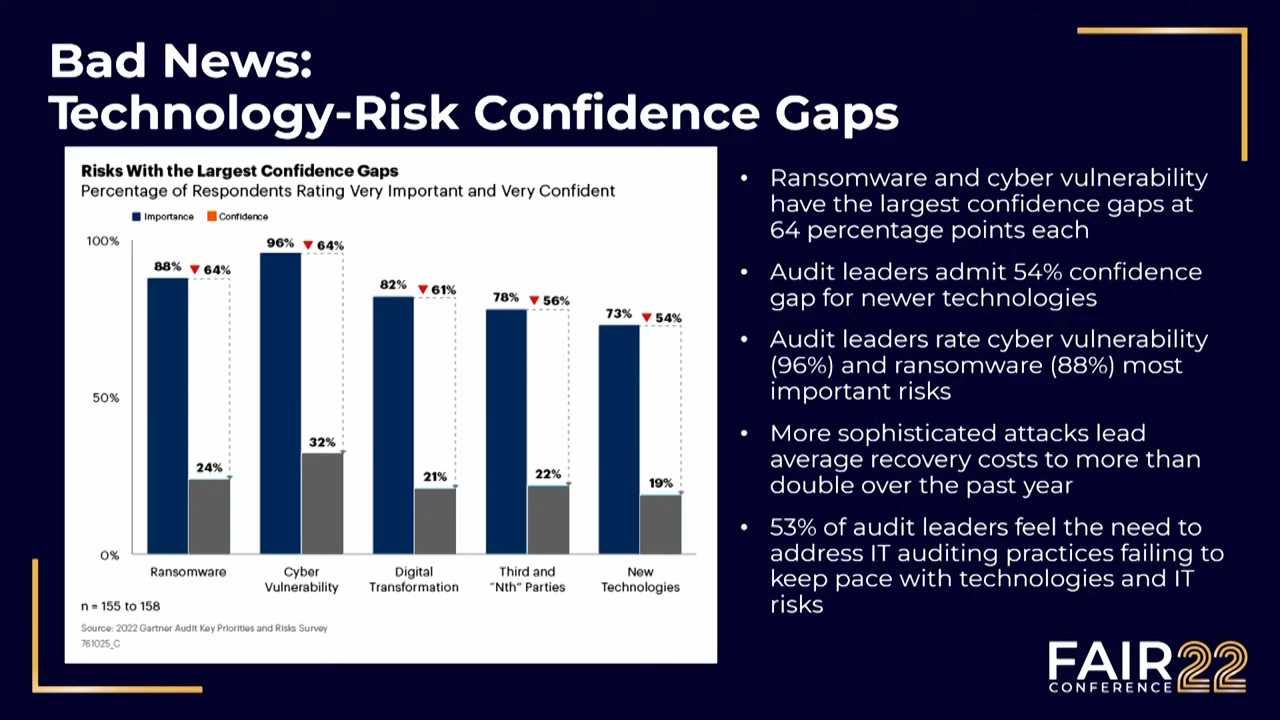 Bad News:
Technology-Risk Confidence Gaps
Risks With the Largest Confidence Gaps
Percentage of Respondents Rating Very Important and Very Confident
Importance Confidence
100%
50%
0%
88% ▼ 64%
24%
96% ▼ 64%
32%
82% ▼ 61%
21%
78% ▼ 56%
22%
73% ▼ 54%
19%
Ransomware
Cyber
Vulnerability
Digital
Transformation
Third and
“Nth” Parties
New
Technologies
n = 155 to 158
Source: 2022 Gartner Audit Key Priorities and Risks Survey
761025_C
• Ransomware and cyber vulnerability
have the largest confidence gaps at
64 percentage points each
• Audit leaders admit 54% confidence
gap for newer technologies
• Audit leaders rate cyber vulnerability
(96%) and ransomware (88%) most
important risks
• More sophisticated attacks lead
average recovery costs to more than
double over the past year
• 53% of audit leaders feel the need to
address IT auditing practices failing to
keep pace with technologies and IT
risks
FAIR 22
CONFERENCE